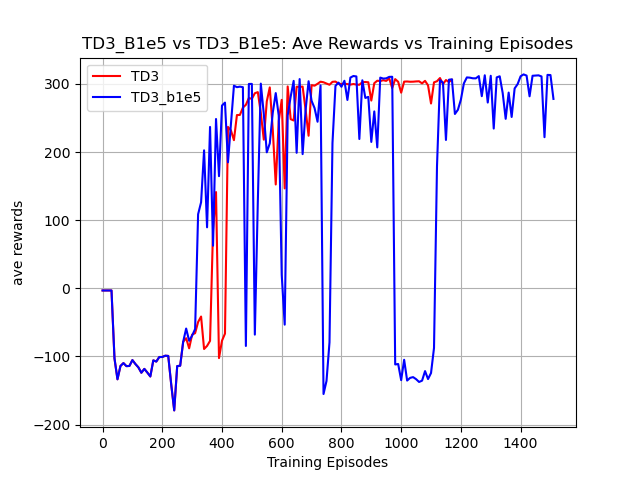 TD3_B1e5 vs TD3_B1e5: Ave Rewards vs Training Episodes
TD3
TD3_b1e5
ave rewards
300
200
100
0
−100
−200
0 200 400 600 800 1000 1200 1400
Training Episodes